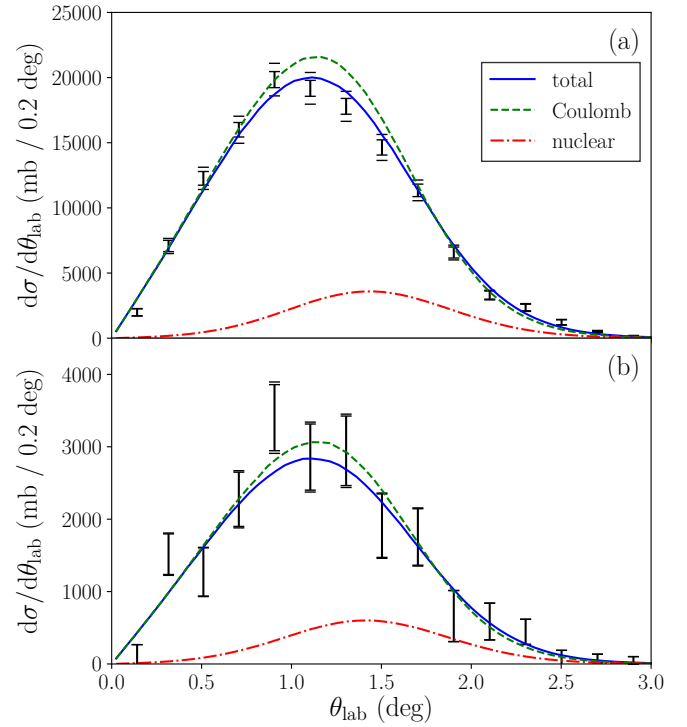 (a)
total
Coulomb
nuclear
25000
20000
15000
10000
5000
0
dσ/dθlab (mb / 0.2 deg)
(b)
4000
3000
2000
1000
0
dσ/dθlab (mb / 0.2 deg)
0.0 0.5 1.0 1.5 2.0 2.5 3.0
θlab (deg)